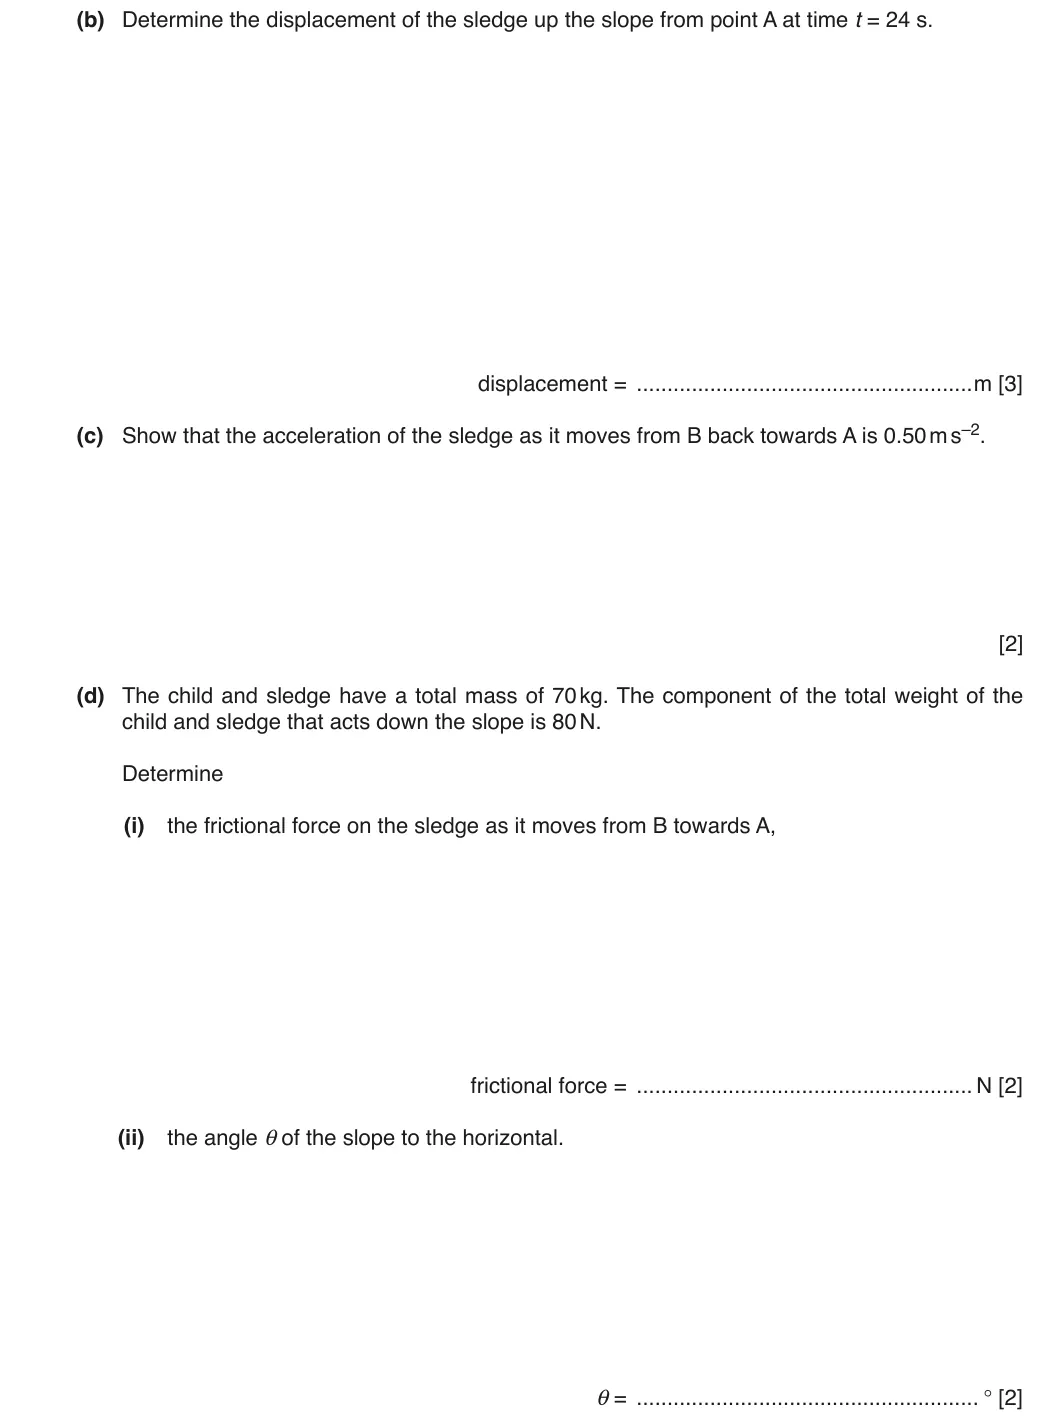 (b) Determine the displacement of the sledge up the slope from point A at time t = 24 s.
displacement = ....................................................... m [3]
(c) Show that the acceleration of the sledge as it moves from B back towards A is 0.50 m s⁻².
[2]
(d) The child and sledge have a total mass of 70 kg. The component of the total weight of the
child and sledge that acts down the slope is 80 N.
Determine
(i) the frictional force on the sledge as it moves from B towards A,
frictional force = ....................................................... N [2]
(ii) the angle θ of the slope to the horizontal.
θ = ........................................................ ° [2]